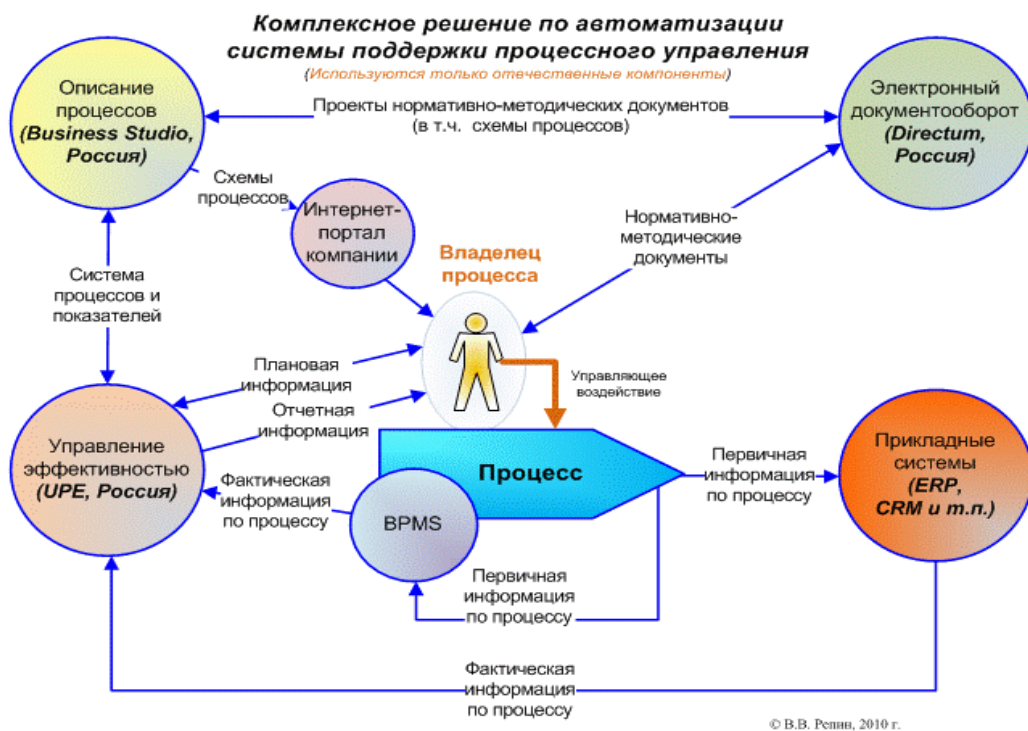 Комплексное решение по автоматизации
системы поддержки процессного управления
(Используются только отечественные компоненты)
Описание
процессов
(Business Studio,
Россия)
Проекты нормативно-методических документов
(в т.ч. схемы процессов)
Электронный
документооборот
(Directum,
Россия)
Схемы
процессов
Интернет-
портал
компании
Владелец
процесса
Нормативно-
методические
документы
Система
процессов и
показателей
Плановая
информация
Отчетная
информация
Управляющее
воздействие
Управление
эффективностью
(UPE, Россия)
Фактическая
информация
по процессу
BPMS
Процесс
Первичная
информация
по процессу
Прикладные
системы
(ERP,
CRM и т.п.)
Первичная
информация
по процессу
Фактическая
информация
по процессу
© В.В. Репин, 2010 г.